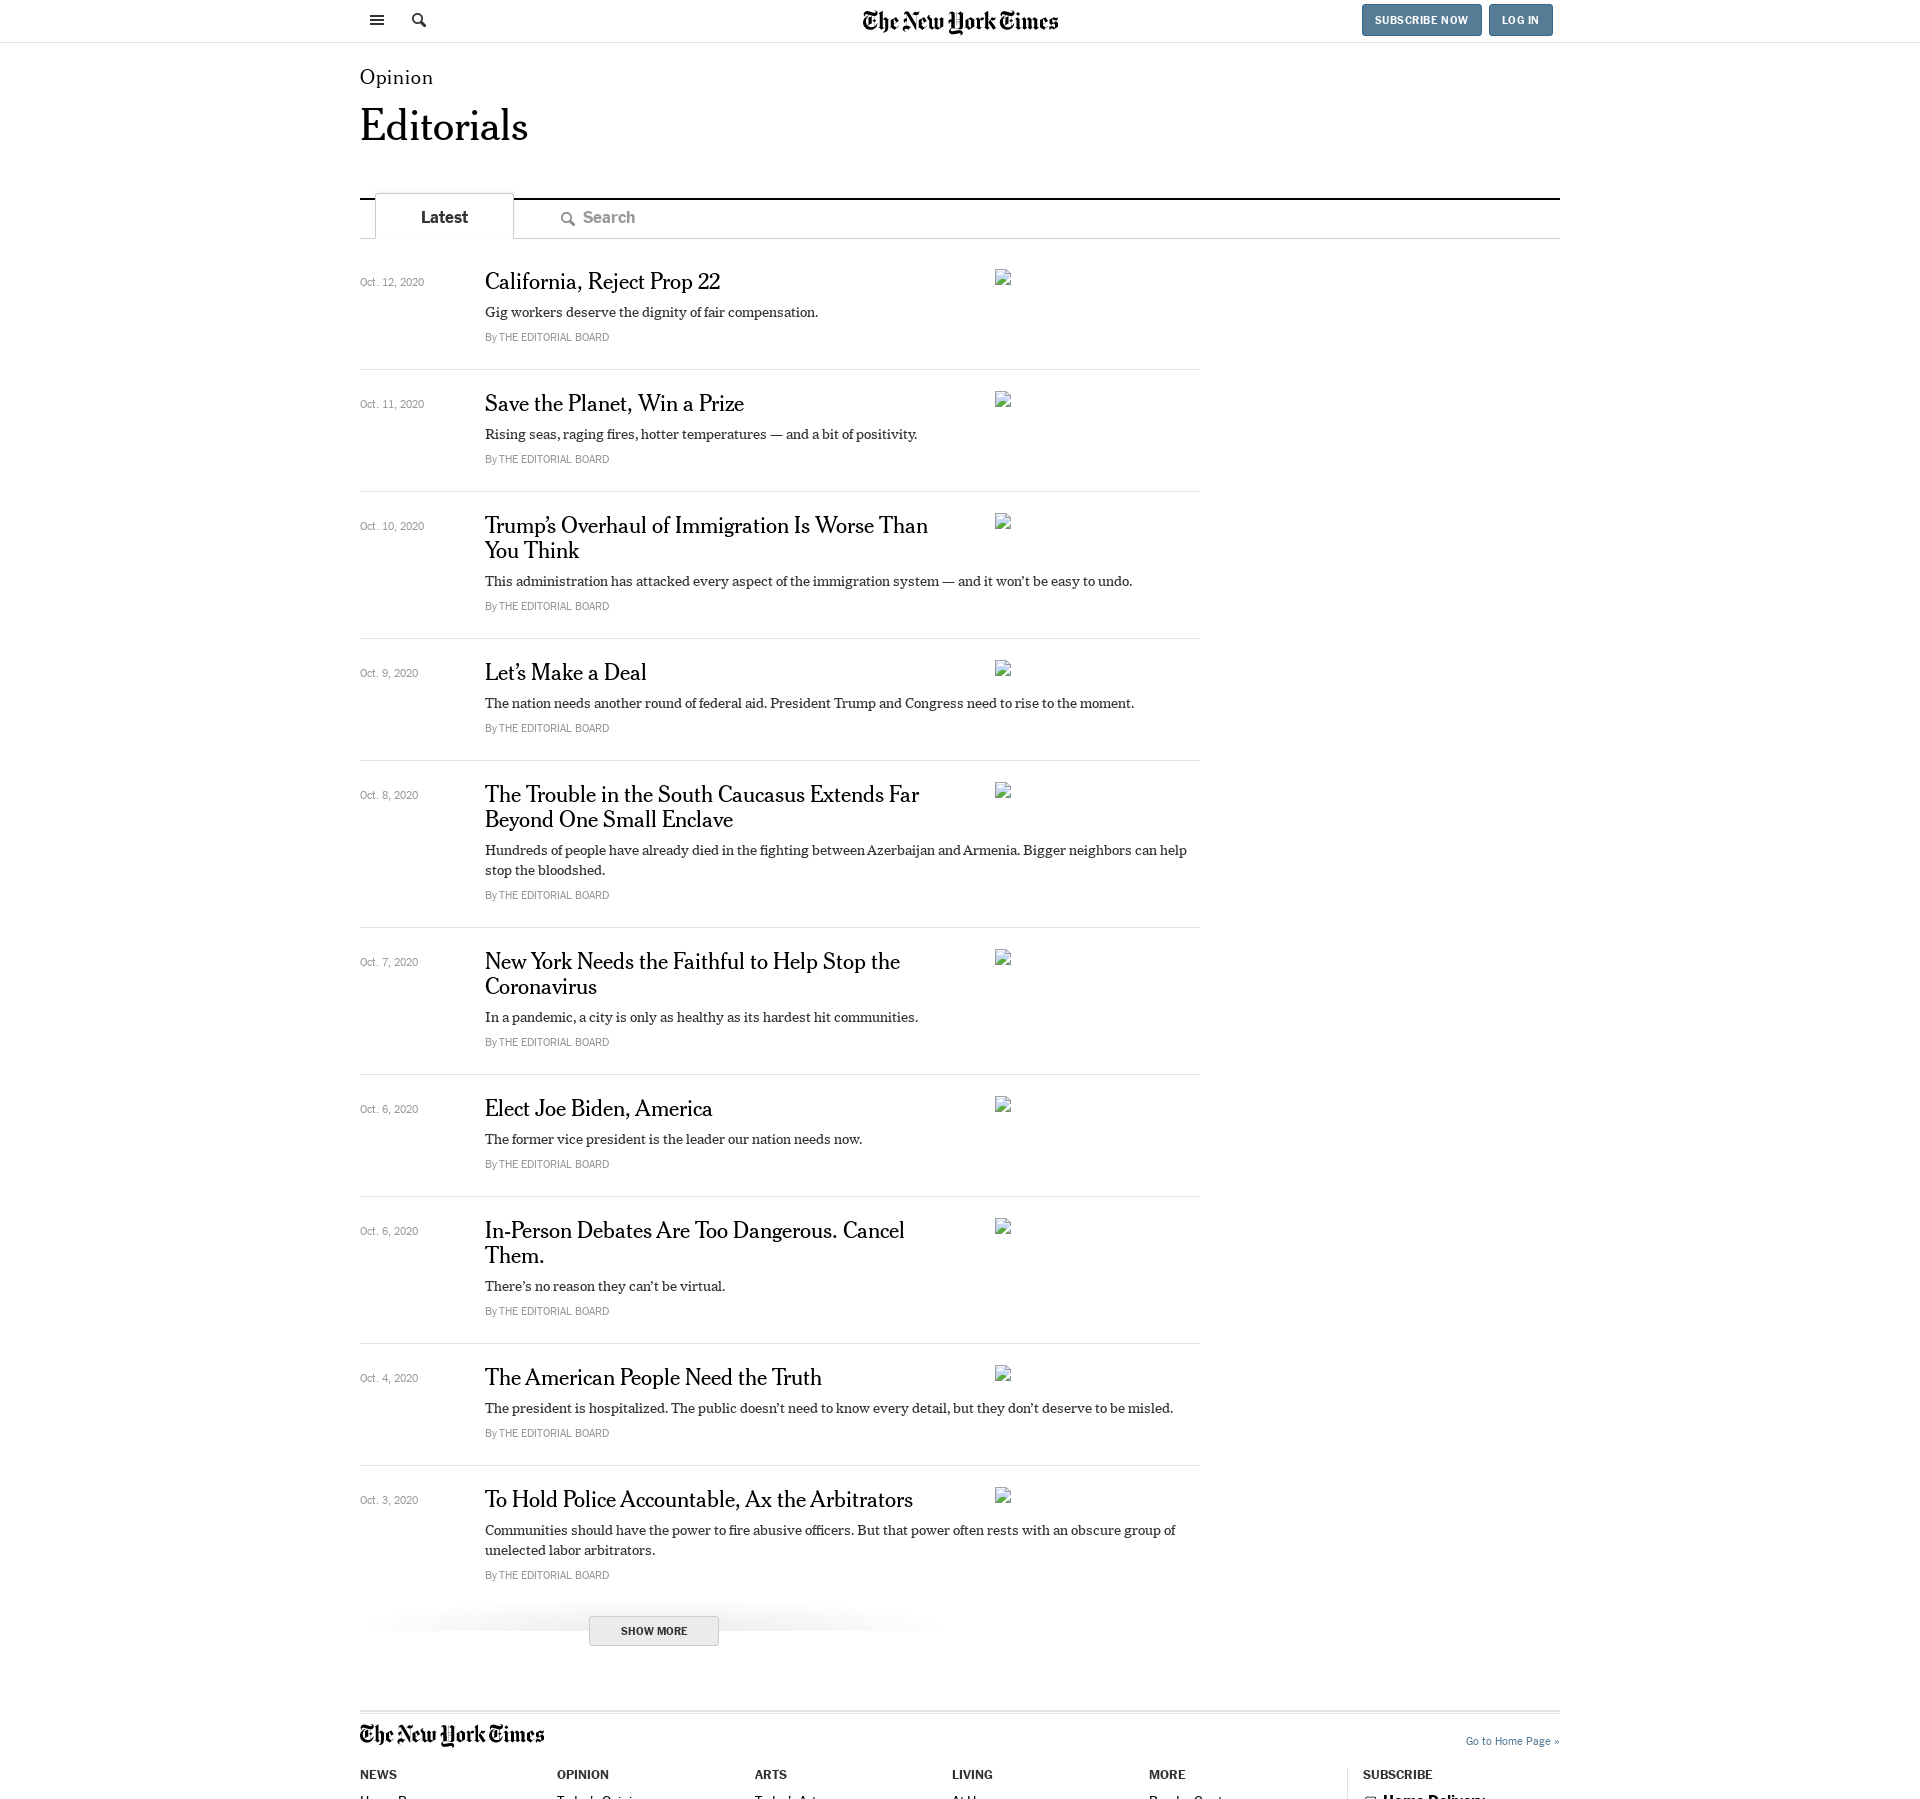 The New York Times
SUBSCRIBE NOW
LOG IN
Opinion
Editorials
Latest
Search
Oct. 12, 2020
California, Reject Prop 22
Gig workers deserve the dignity of fair compensation.
By THE EDITORIAL BOARD
Oct. 11, 2020
Save the Planet, Win a Prize
Rising seas, raging fires, hotter temperatures — and a bit of positivity.
By THE EDITORIAL BOARD
Oct. 10, 2020
Trump’s Overhaul of Immigration Is Worse Than
You Think
This administration has attacked every aspect of the immigration system — and it won’t be easy to undo.
By THE EDITORIAL BOARD
Oct. 9, 2020
Let’s Make a Deal
The nation needs another round of federal aid. President Trump and Congress need to rise to the moment.
By THE EDITORIAL BOARD
Oct. 8, 2020
The Trouble in the South Caucasus Extends Far
Beyond One Small Enclave
Hundreds of people have already died in the fighting between Azerbaijan and Armenia. Bigger neighbors can help
stop the bloodshed.
By THE EDITORIAL BOARD
Oct. 7, 2020
New York Needs the Faithful to Help Stop the
Coronavirus
In a pandemic, a city is only as healthy as its hardest hit communities.
By THE EDITORIAL BOARD
Oct. 6, 2020
Elect Joe Biden, America
The former vice president is the leader our nation needs now.
By THE EDITORIAL BOARD
Oct. 6, 2020
In-Person Debates Are Too Dangerous. Cancel
Them.
There’s no reason they can’t be virtual.
By THE EDITORIAL BOARD
Oct. 4, 2020
The American People Need the Truth
The president is hospitalized. The public doesn’t need to know every detail, but they don’t deserve to be misled.
By THE EDITORIAL BOARD
Oct. 3, 2020
To Hold Police Accountable, Ax the Arbitrators
Communities should have the power to fire abusive officers. But that power often rests with an obscure group of
unelected labor arbitrators.
By THE EDITORIAL BOARD
SHOW MORE
The New York Times
Go to Home Page »
NEWS
OPINION
ARTS
LIVING
MORE
SUBSCRIBE
Home Delivery